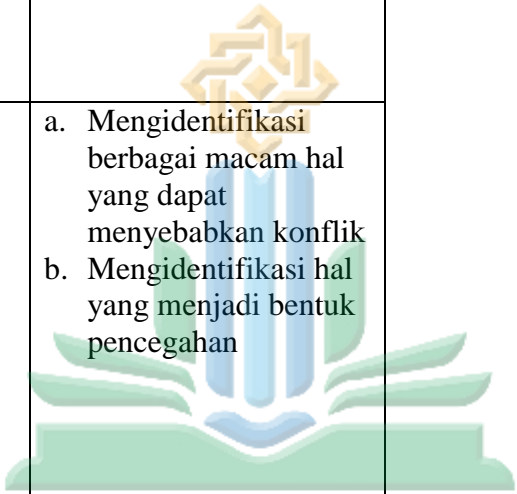 a. Mengidentifikasi
berbagai macam hal
yang dapat
menyebabkan konflik
b. Mengidentifikasi hal
yang menjadi bentuk
pencegahan